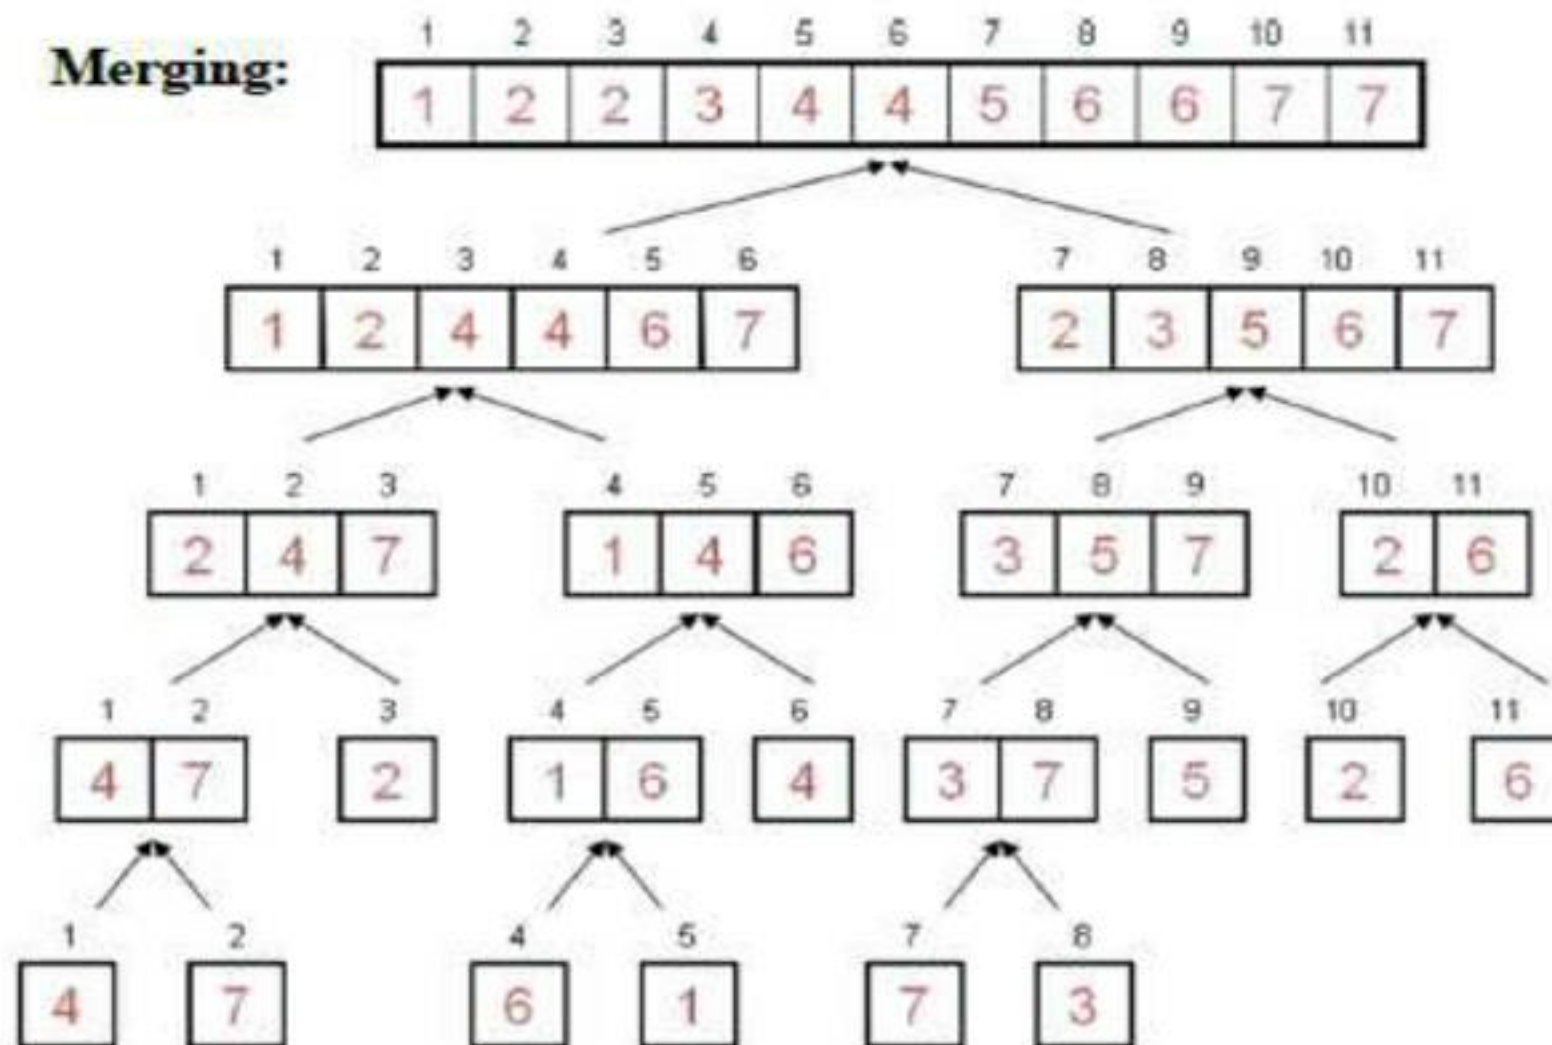 Merging:
1 2 3 4 5 6 7 8 9 10 11
1 2 2 3 4 4 5 6 6 7 7
1 2 3 4 5 6 7 8 9 10 11
1 2 4 4 6 7 2 3 5 6 7
1 2 3 4 5 6 7 8 9 10 11
2 4 7 1 4 6 3 5 7 2 6
1 2 3 4 5 6 7 8 9 10 11
4 7 2 1 6 4 3 7 5 2 6
1 2 4 5 7 8
4 7 6 1 7 3